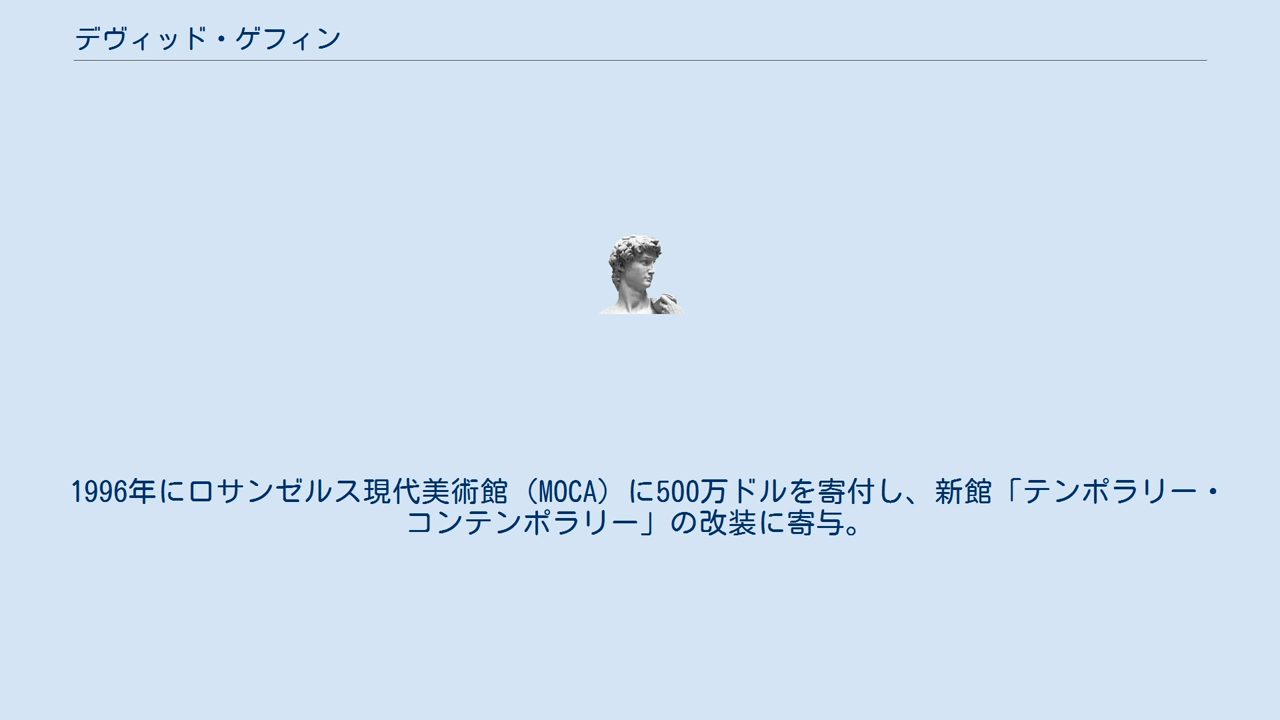 デヴィッド・ゲフィン
1996年にロサンゼルス現代美術館（MOCA）に500万ドルを寄付し、新館「テンポラリー・
コンテンポラリー」の改装に寄与。